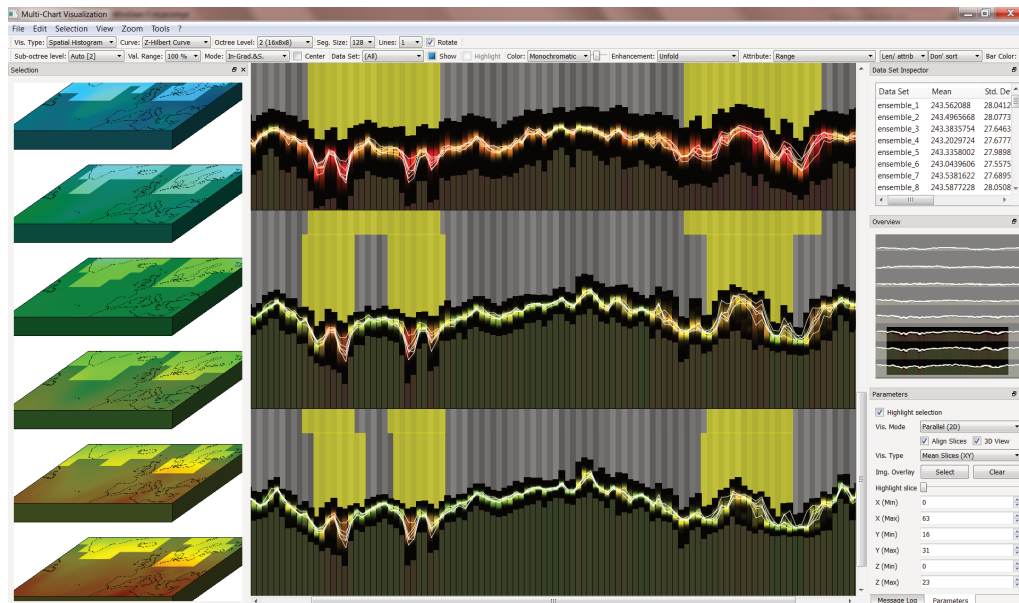 Multi-Chart Visualization
File Edit Selection View Zoom Tools ?
Vis. Type: Spatial Histogram Curve: Z-Hilbert Curve Octree Level: 2 (16x8x8) Seg. Size: 128 Lines: 1 Rotate
Sub-octree level: Auto [2] Val. Range: 100 % Mode: In-Grad.&S. Center Data Set: (All) Show Highlight Color: Monochromatic Enhancement: Unfold Attribute: Range Len/ attrib Don' sort Bar Color:
Selection
Data Set Inspector
Data Set Mean Std. De
ensemble_1 243.562088 28.0412
ensemble_2 243.4965668 28.0773
ensemble_3 243.3835754 27.6463
ensemble_4 243.2029724 27.6777
ensemble_5 243.3358002 27.9898
ensemble_6 243.0439606 27.5575
ensemble_7 243.5381622 27.6895
ensemble_8 243.5877228 28.0508
Overview
Parameters
Highlight selection
Vis. Mode Parallel (2D)
Align Slices 3D View
Vis. Type Mean Slices (XY)
Img. Overlay Select Clear
Highlight slice
X (Min) 0
X (Max) 63
Y (Min) 16
Y (Max) 31
Z (Min) 0
Z (Max) 23
Message Log Parameters